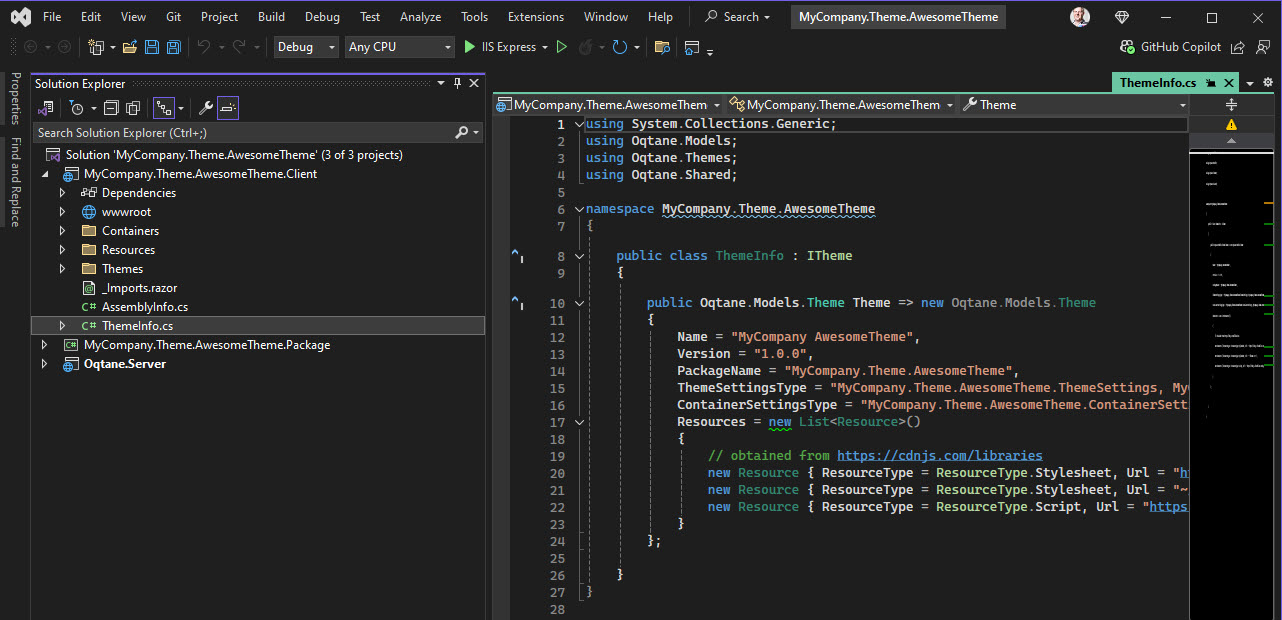 File Edit View Git Project Build Debug Test Analyze Tools Extensions Window Help Search MyCompany.Theme.AwesomeTheme
Debug Any CPU IIS Express GitHub Copilot
Properties
Find and Replace
Solution Explorer
Search Solution Explorer (Ctrl+;)
Solution 'MyCompany.Theme.AwesomeTheme' (3 of 3 projects)
MyCompany.Theme.AwesomeTheme.Client
Dependencies
wwwroot
Containers
Resources
Themes
_Imports.razor
C# AssemblyInfo.cs
C# ThemeInfo.cs
C# MyCompany.Theme.AwesomeTheme.Package
Oqtane.Server
ThemeInfo.cs
MyCompany.Theme.AwesomeThem MyCompany.Theme.AwesomeThem Theme
1 using System.Collections.Generic;
2 using Oqtane.Models;
3 using Oqtane.Themes;
4 using Oqtane.Shared;
5
6 namespace MyCompany.Theme.AwesomeTheme
7 {
8 public class ThemeInfo : ITheme
9 {
10 public Oqtane.Models.Theme Theme => new Oqtane.Models.Theme
11 {
12 Name = "MyCompany AwesomeTheme",
13 Version = "1.0.0",
14 PackageName = "MyCompany.Theme.AwesomeTheme",
15 ThemeSettingsType = "MyCompany.Theme.AwesomeTheme.ThemeSettings, My
16 ContainerSettingsType = "MyCompany.Theme.AwesomeTheme.ContainerSett
17 Resources = new List<Resource>()
18 {
19 // obtained from https://cdnjs.com/libraries
20 new Resource { ResourceType = ResourceType.Stylesheet, Url = "h
21 new Resource { ResourceType = ResourceType.Stylesheet, Url = "~
22 new Resource { ResourceType = ResourceType.Script, Url = "https
23 }
24 };
25
26 }
27 }
28